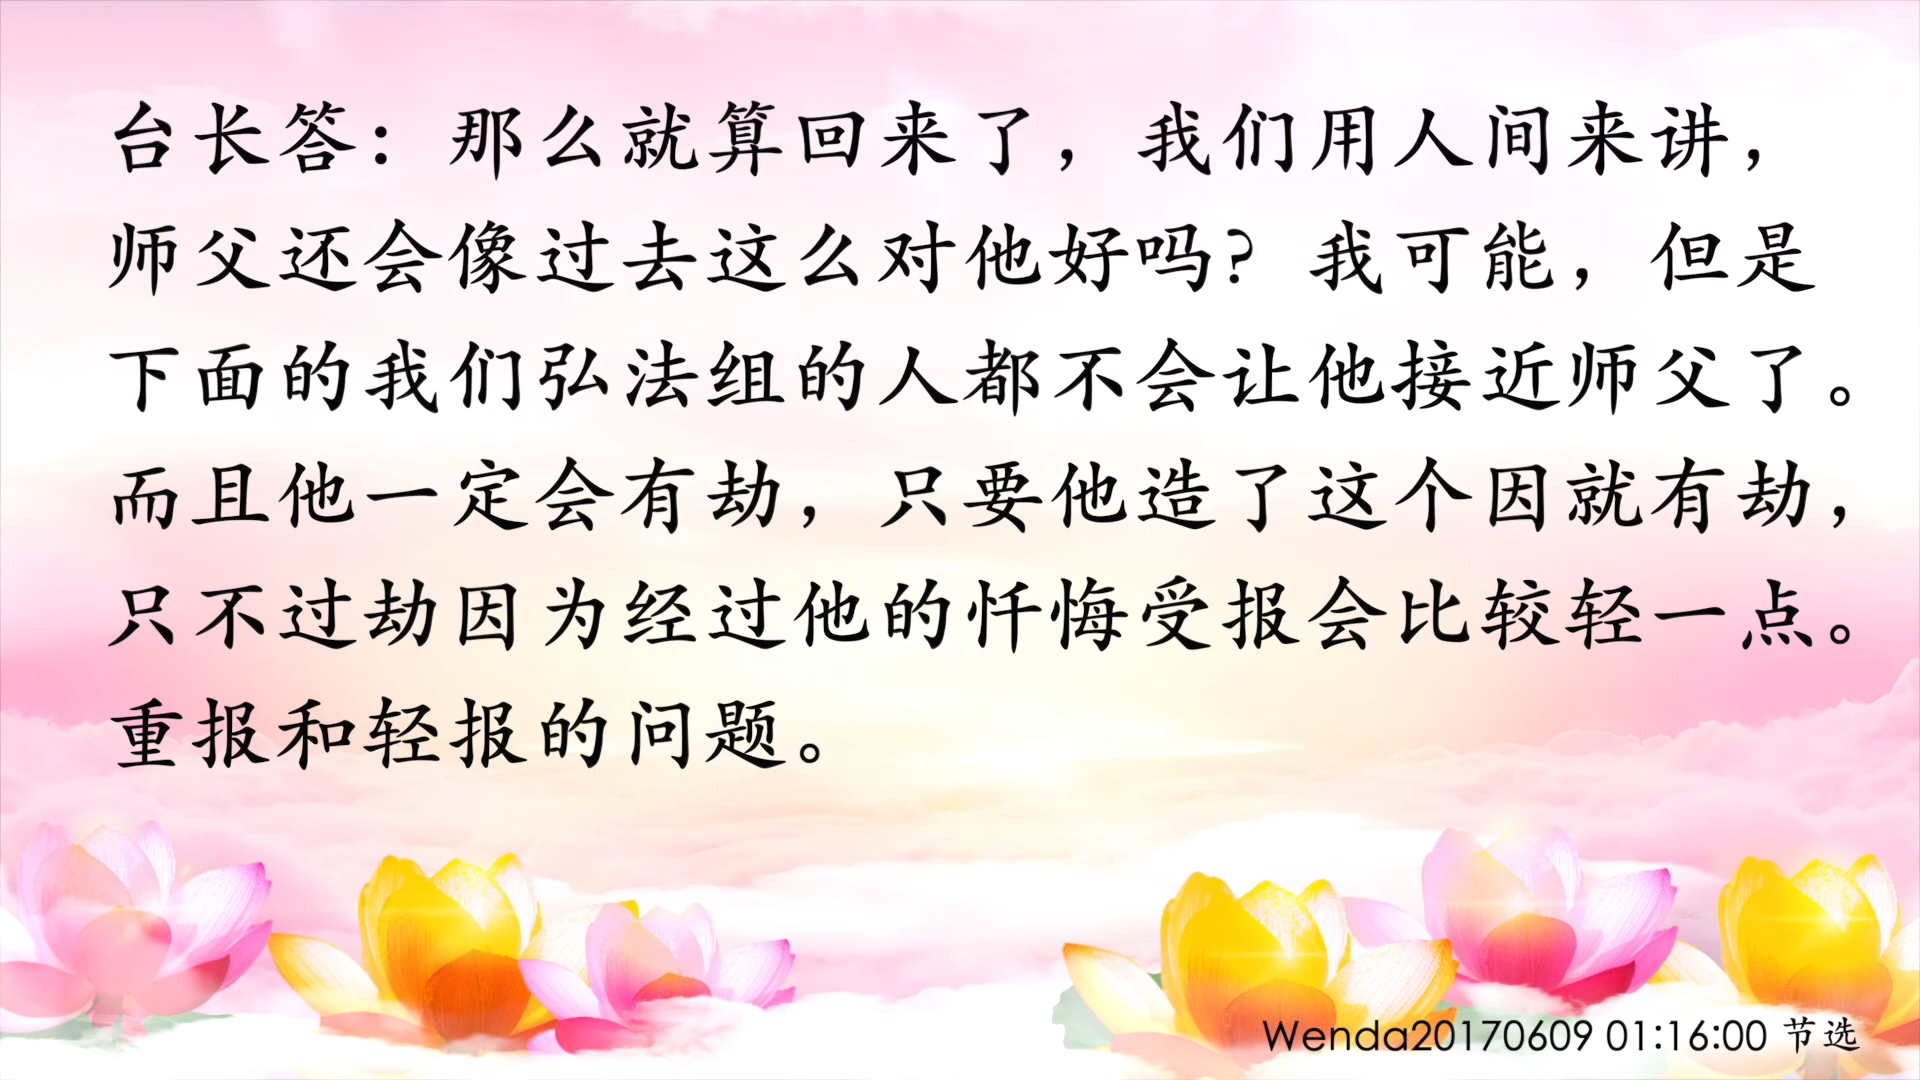 台长答：那么就算回来了，我们用人间来讲，
师父还会像过去这么对他好吗？我可能，但是
下面的我们弘法组的人都不会让他接近师父了。
而且他一定会有劫，只要他造了这个因就有劫，
只不过劫因为经过他的忏悔受报会比较轻一点。
重报和轻报的问题。
Wenda20170609 01:16:00 节选